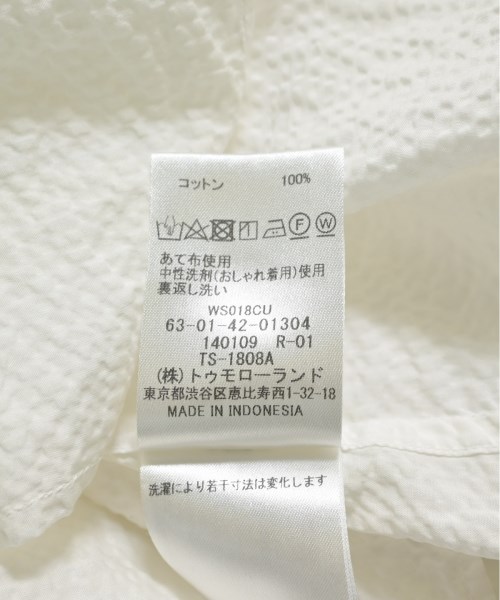 コットン 100%
あて布使用
中性洗剤(おしゃれ着用)使用
裏返し洗い
WS018CU
63-01-42-01304
140109 R-01
TS-1808A
(株)トゥモローランド
東京都渋谷区恵比寿西1-32-18
MADE IN INDONESIA
洗濯により若干寸法は変化します